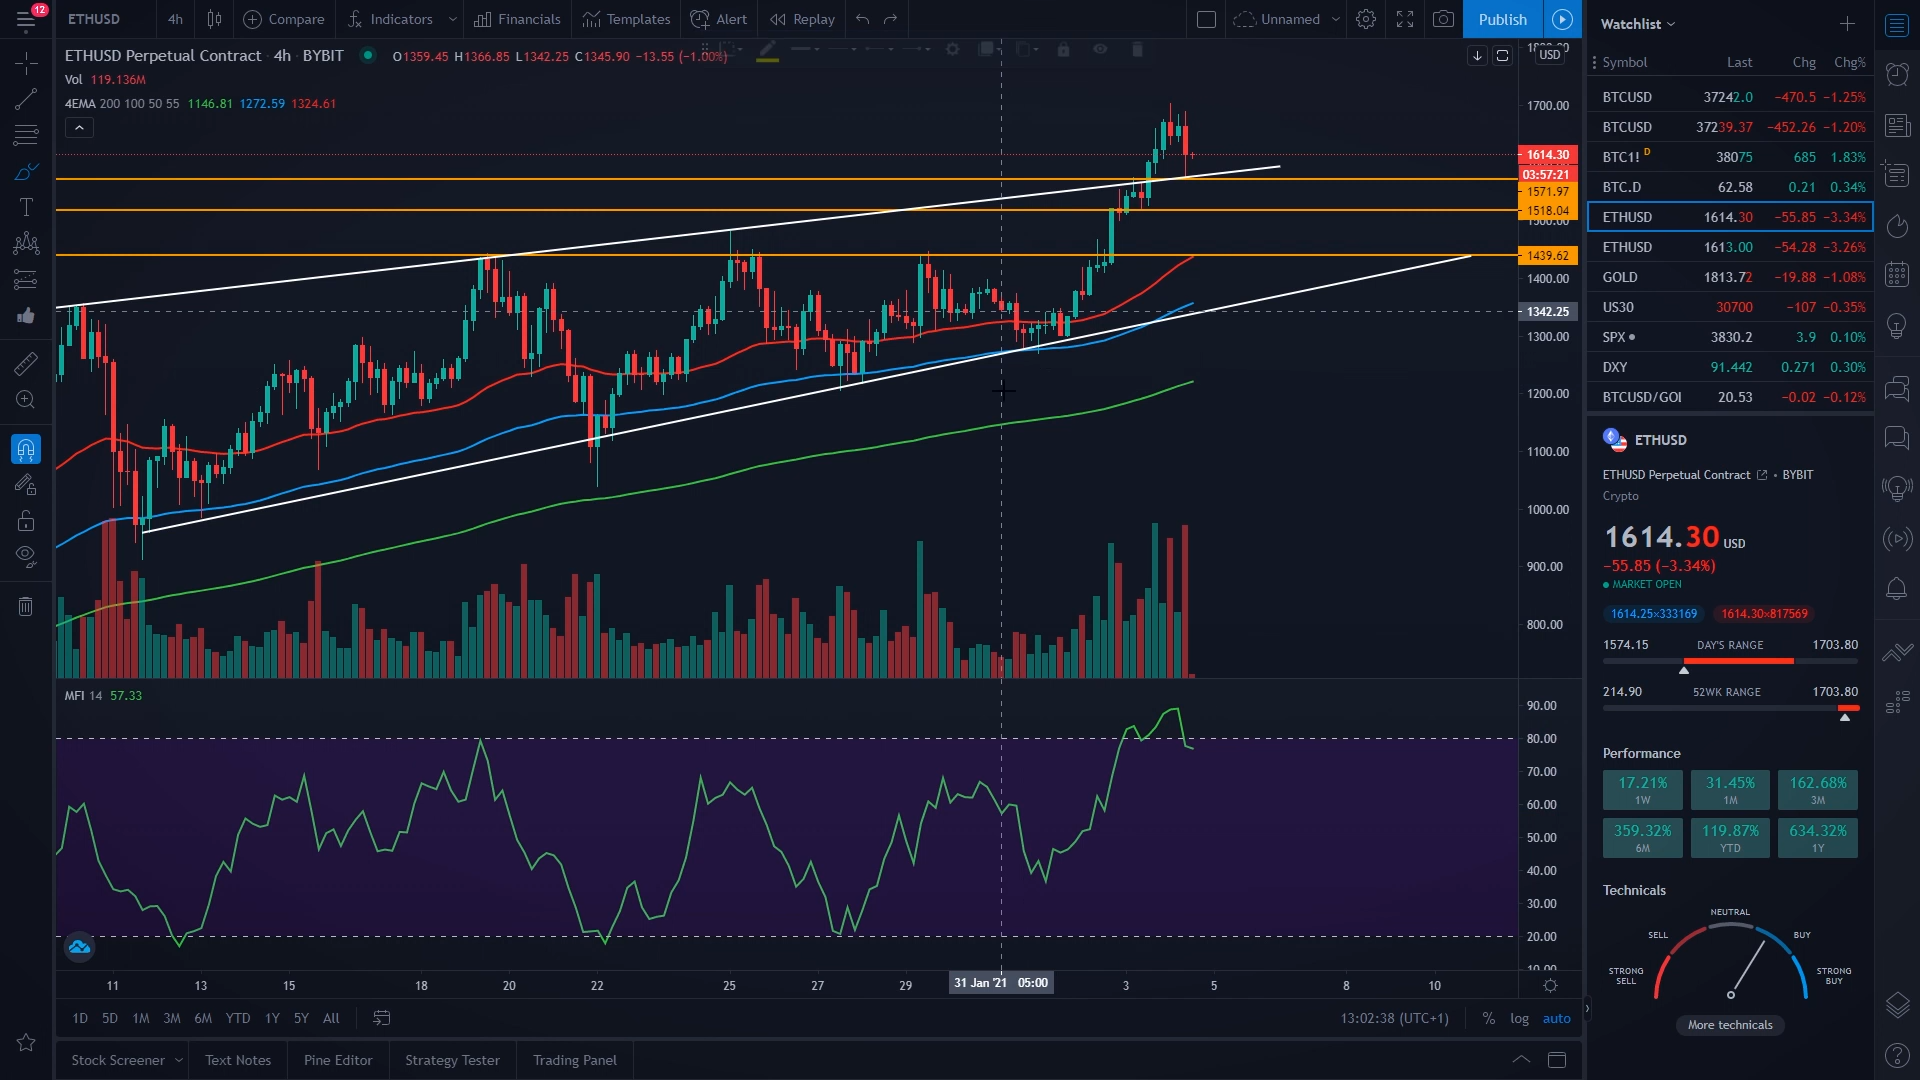 12
ETHUSD 4h Compare Indicators Financials Templates Alert Replay Unnamed Publish
ETHUSD Perpetual Contract · 4h · BYBIT O1359.45 H1366.85 L1342.25 C1345.90 −13.55 (−1.00%)
Vol 119.136M
4EMA 200 100 50 55 1146.81 1272.59 1324.61
USD
1700.00
1614.30
03:57:21
1571.97
1518.04
1439.62
1400.00
1342.25
1300.00
1200.00
1100.00
1000.00
900.00
800.00
MFI 14 57.33
90.00
80.00
70.00
60.00
50.00
40.00
30.00
20.00
10.00
11 13 15 18 20 22 25 27 29 31 Jan '21 05:00 3 5 8 10
1D 5D 1M 3M 6M YTD 1Y 5Y All 13:02:38 (UTC+1) % log auto
Stock Screener Text Notes Pine Editor Strategy Tester Trading Panel
Watchlist
Symbol Last Chg Chg%
BTCUSD 37242.0 −470.5 −1.25%
BTCUSD 37239.37 −452.26 −1.20%
BTC1! D 38075 685 1.83%
BTC.D 62.58 0.21 0.34%
ETHUSD 1614.30 −55.85 −3.34%
ETHUSD 1613.00 −54.28 −3.26%
GOLD 1813.72 −19.88 −1.08%
US30 30700 −107 −0.35%
SPX 3830.2 3.9 0.10%
DXY 91.442 0.271 0.30%
BTCUSD/GOI 20.53 −0.02 −0.12%
ETHUSD
ETHUSD Perpetual Contract • BYBIT
Crypto
1614.30 USD
−55.85 (−3.34%)
MARKET OPEN
1614.25×333169 1614.30×817569
1574.15 DAY'S RANGE 1703.80
214.90 52WK RANGE 1703.80
Performance
17.21% 31.45% 162.68%
1W 1M 3M
359.32% 119.87% 634.32%
6M YTD 1Y
Technicals
NEUTRAL
SELL BUY
STRONG SELL STRONG BUY
More technicals